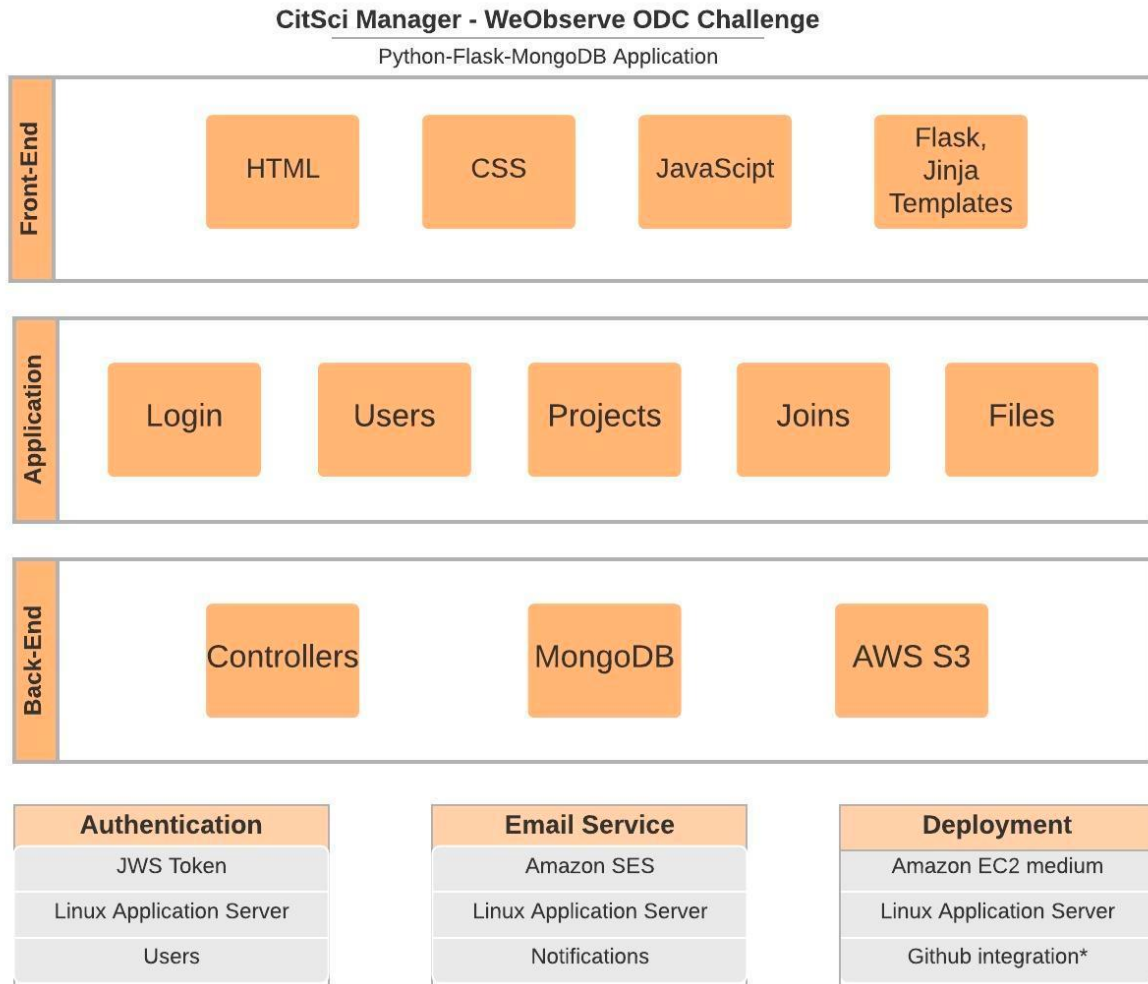 CitSci Manager - WeObserve ODC Challenge
Python-Flask-MongoDB Application
Front-End
HTML
CSS
JavaScipt
Flask,
Jinja
Templates
Application
Login
Users
Projects
Joins
Files
Back-End
Controllers
MongoDB
AWS S3
Authentication
JWS Token
Linux Application Server
Users
Email Service
Amazon SES
Linux Application Server
Notifications
Deployment
Amazon EC2 medium
Linux Application Server
Github integration*